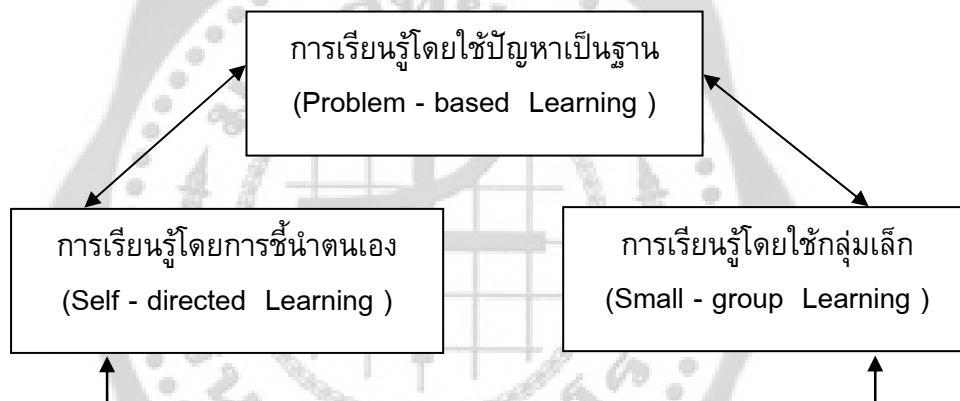 การเรียนรู้โดยใช้ปัญหาเป็นฐาน
(Problem - based Learning )
การเรียนรู้โดยการชี้นำตนเอง
(Self - directed Learning )
การเรียนรู้โดยใช้กลุ่มเล็ก
(Small - group Learning )